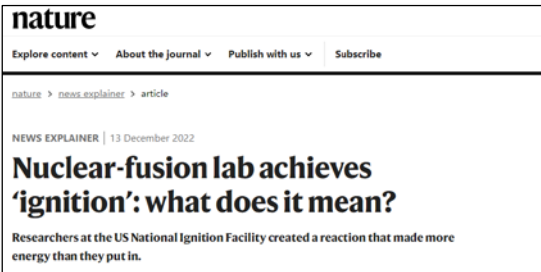 nature
Explore content About the journal Publish with us Subscribe
nature > news explainer > article
NEWS EXPLAINER | 13 December 2022
Nuclear-fusion lab achieves
‘ignition’: what does it mean?
Researchers at the US National Ignition Facility created a reaction that made more
energy than they put in.